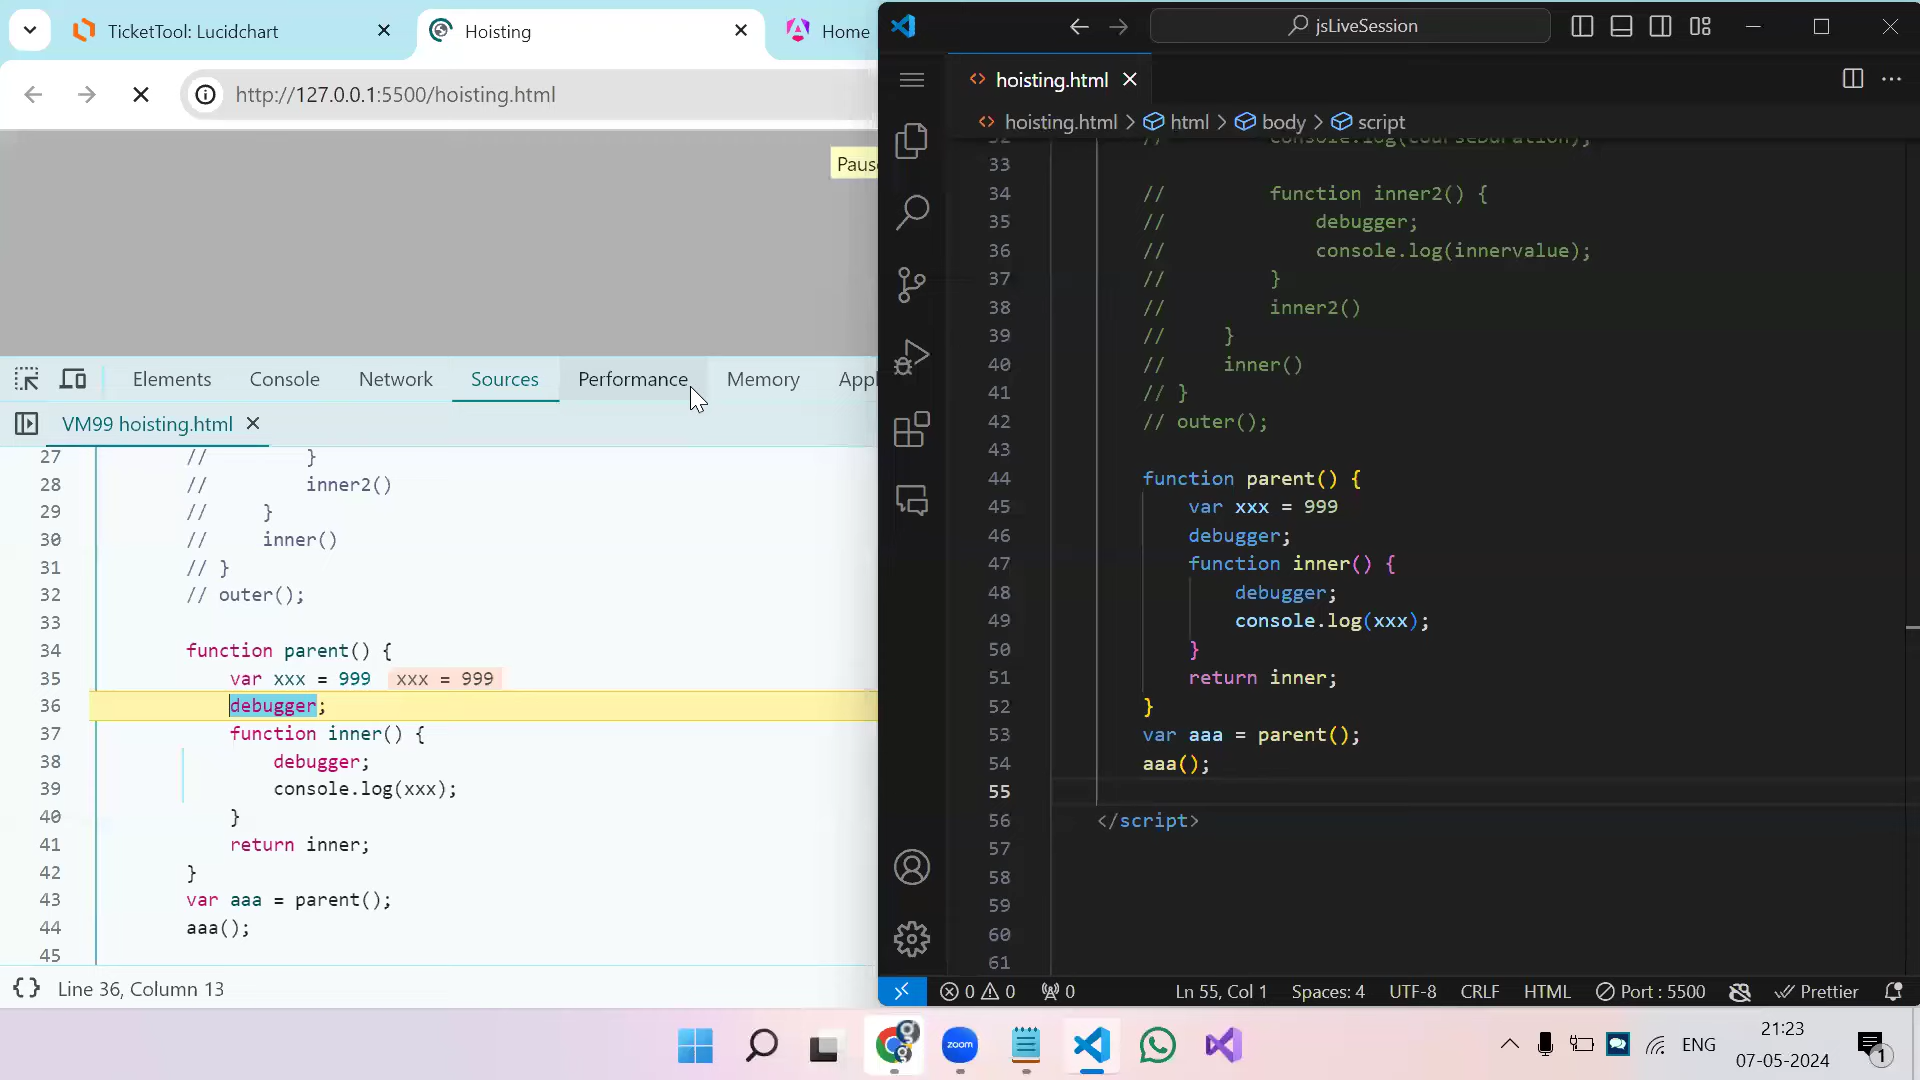 TicketTool: Lucidchart
Hoisting
Home
http://127.0.0.1:5500/hoisting.html
Paus
Elements
Console
Network
Sources
Performance
Memory
Appl
VM99 hoisting.html
27 // }
28 // inner2()
29 // }
30 // inner()
31 // }
32 // outer();
33
34 function parent() {
35 var xxx = 999 xxx = 999
36 debugger;
37 function inner() {
38 debugger;
39 console.log(xxx);
40 }
41 return inner;
42 }
43 var aaa = parent();
44 aaa();
45
{} Line 36, Column 13
jsLiveSession
hoisting.html
hoisting.html > html > body > script
32 // console.log(courseDuration);
33
34 // function inner2() {
35 // debugger;
36 // console.log(innervalue);
37 // }
38 // inner2()
39 // }
40 // inner()
41 // }
42 // outer();
43
44 function parent() {
45 var xxx = 999
46 debugger;
47 function inner() {
48 debugger;
49 console.log(xxx);
50 }
51 return inner;
52 }
53 var aaa = parent();
54 aaa();
55
56 </script>
57
58
59
60
61
0 0 0
Ln 55, Col 1
Spaces: 4
UTF-8
CRLF
HTML
Port : 5500
Prettier
zoom
ENG
21:23
07-05-2024
1